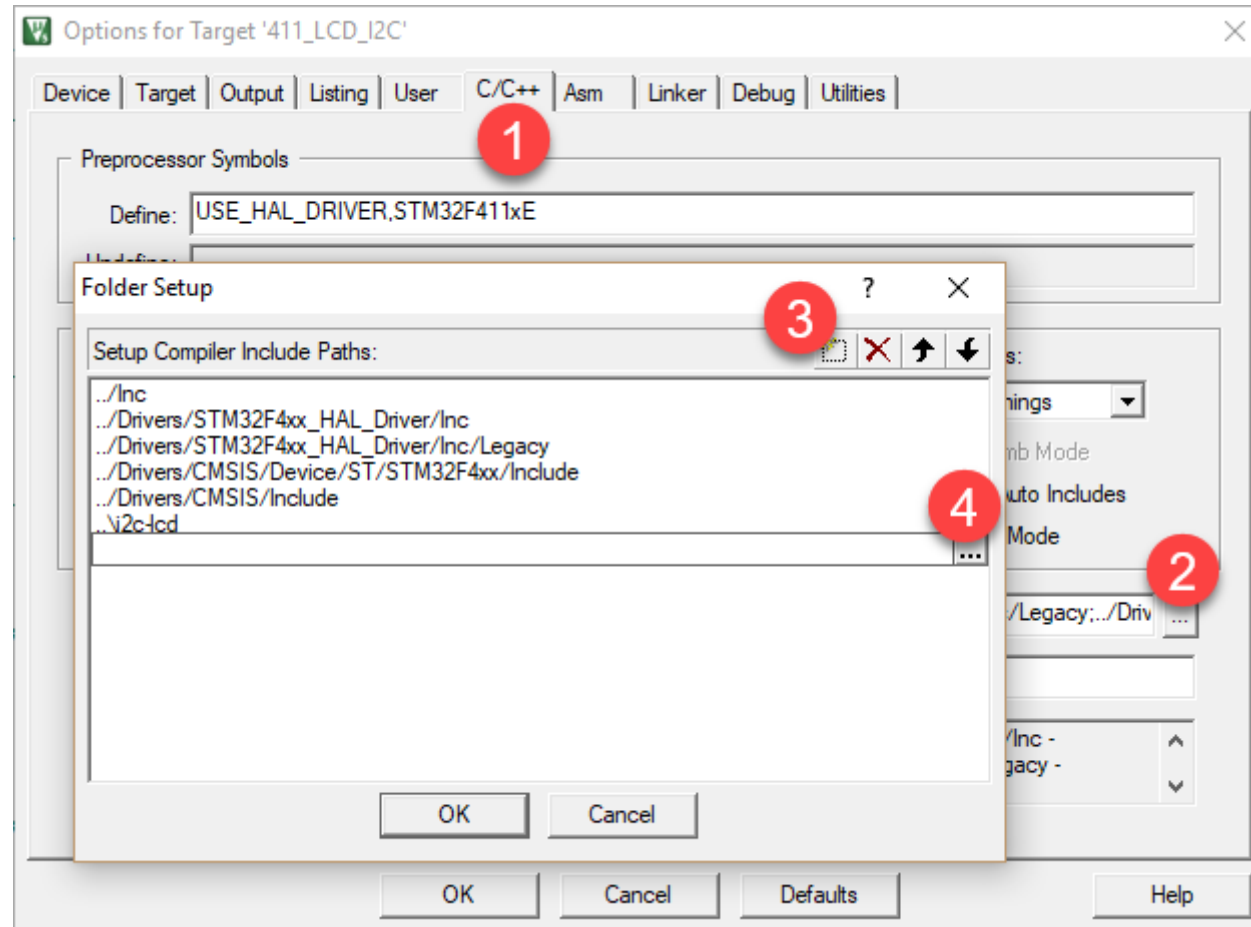 Options for Target '411_LCD_I2C'
Device Target Output Listing User C/C++ Asm Linker Debug Utilities
1
Preprocessor Symbols
Define: USE_HAL_DRIVER,STM32F411xE
Folder Setup ?
3
Setup Compiler Include Paths:
../Inc
../Drivers/STM32F4xx_HAL_Driver/Inc
../Drivers/STM32F4xx_HAL_Driver/Inc/Legacy
../Drivers/CMSIS/Device/ST/STM32F4xx/Include
../Drivers/CMSIS/Include
..\i2c-lcd
4
...
s:
nings
mb Mode
uto Includes
Mode
2
/Legacy;../Driv ...
/Inc -
gacy -
OK Cancel
OK Cancel Defaults Help